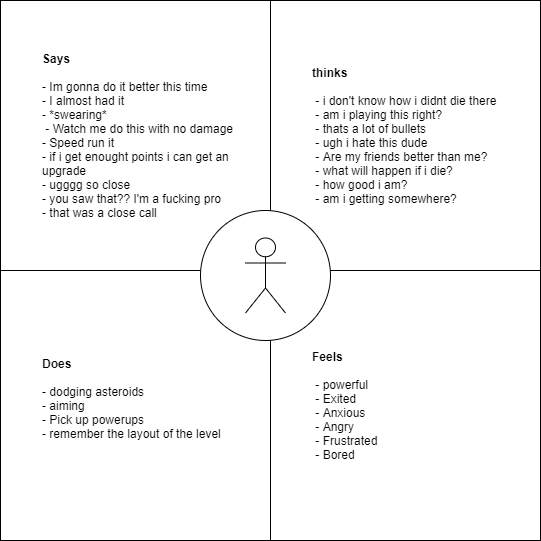 Says
- Im gonna do it better this time
- I almost had it
- *swearing*
- Watch me do this with no damage
- Speed run it
- if i get enought points i can get an
upgrade
- ugggg so close
- you saw that?? I'm a fucking pro
- that was a close call
thinks
- i don't know how i didnt die there
- am i playing this right?
- thats a lot of bullets
- ugh i hate this dude
- Are my friends better than me?
- what will happen if i die?
- how good i am?
- am i getting somewhere?
Does
- dodging asteroids
- aiming
- Pick up powerups
- remember the layout of the level
Feels
- powerful
- Exited
- Anxious
- Angry
- Frustrated
- Bored